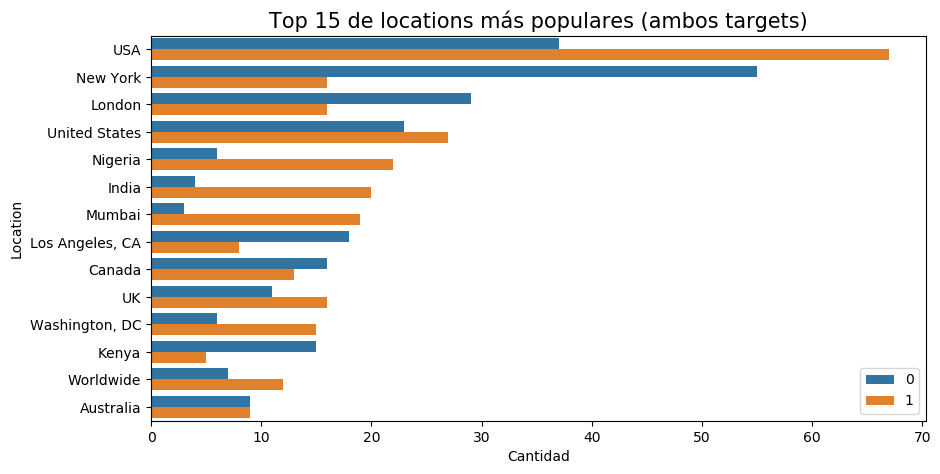 Top 15 de locations más populares (ambos targets)
USA
New York
London
United States
Nigeria
India
Mumbai
Los Angeles, CA
Canada
UK
Washington, DC
Kenya
Worldwide
Australia
Location
0
1
0 10 20 30 40 50 60 70
Cantidad